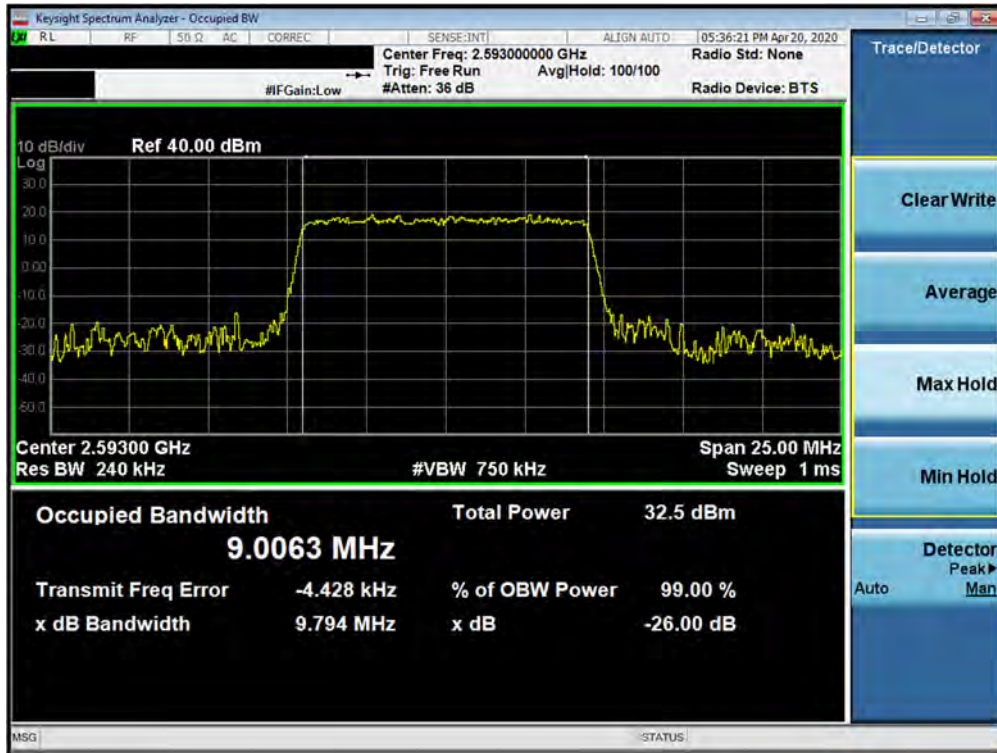 Keysight Spectrum Analyzer - Occupied BW
LXI RL RF 50 Ω AC CORREC SENSE:INT ALIGN AUTO 05:36:21 PM Apr 20, 2020
Center Freq: 2.593000000 GHz Radio Std: None
Trig: Free Run Avg|Hold: 100/100
#IFGain:Low #Atten: 36 dB Radio Device: BTS
Trace/Detector
10 dB/div Ref 40.00 dBm
Log
30.0
20.0
10.0
0.00
-10.0
-20.0
-30.0
-40.0
-50.0
Center 2.59300 GHz Span 25.00 MHz
Res BW 240 kHz #VBW 750 kHz Sweep 1 ms
Occupied Bandwidth Total Power 32.5 dBm
9.0063 MHz
Transmit Freq Error -4.428 kHz % of OBW Power 99.00 %
x dB Bandwidth 9.794 MHz x dB -26.00 dB
Clear Write
Average
Max Hold
Min Hold
Detector
Peak
Auto Man
MSG STATUS